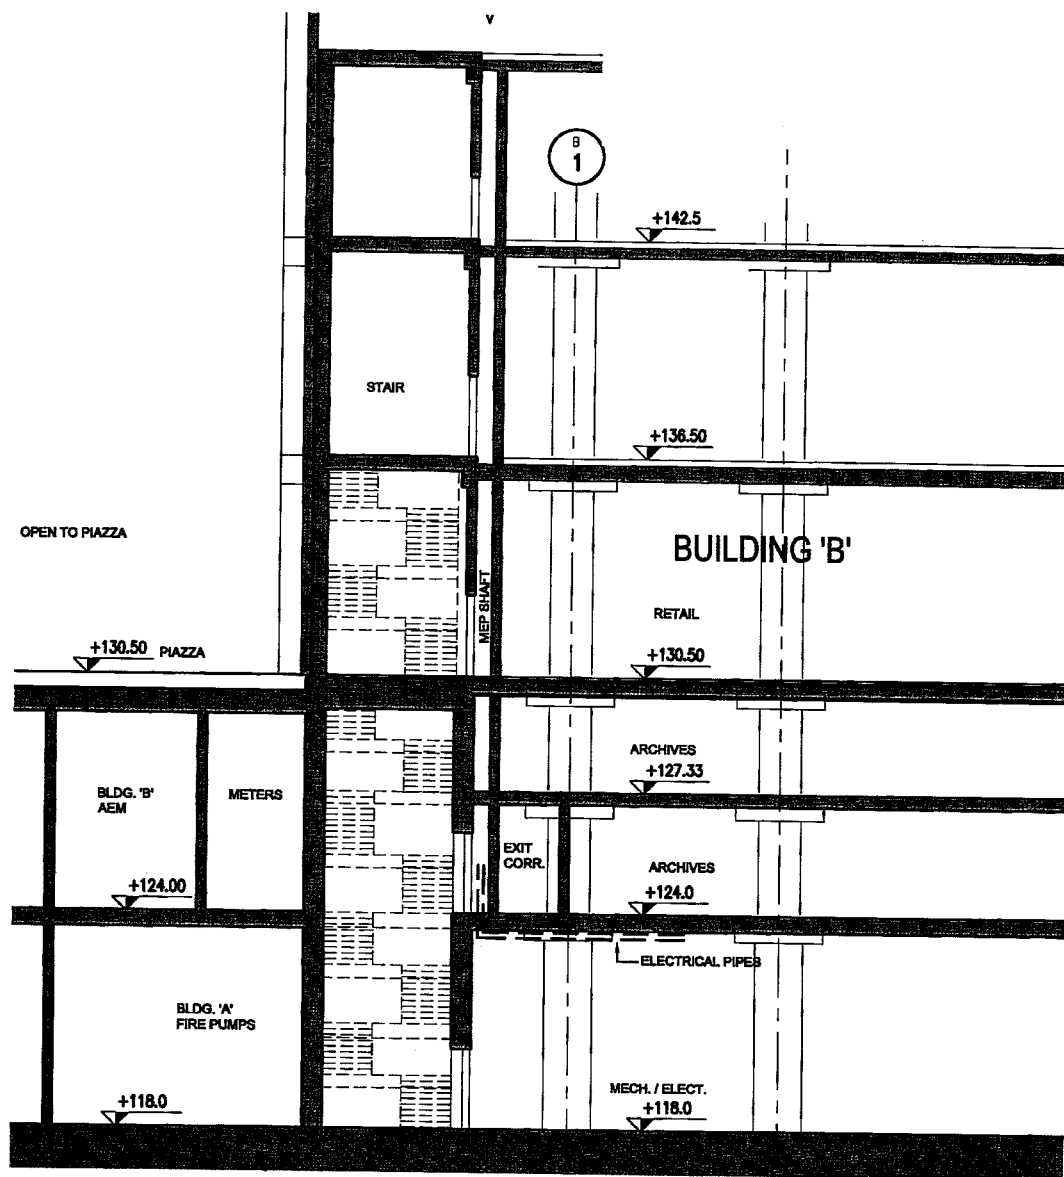 V
B
1
+142.5
STAIR
+136.50
OPEN TO PIAZZA
BUILDING 'B'
MEP SHAFT
RETAIL
+130.50 PIAZZA
+130.50
ARCHIVES
+127.33
BLDG. 'B'
AEM
METERS
EXIT
CORR.
ARCHIVES
+124.00
+124.0
ELECTRICAL PIPES
BLDG. 'A'
FIRE PUMPS
MECH. / ELECT.
+118.0
+118.0